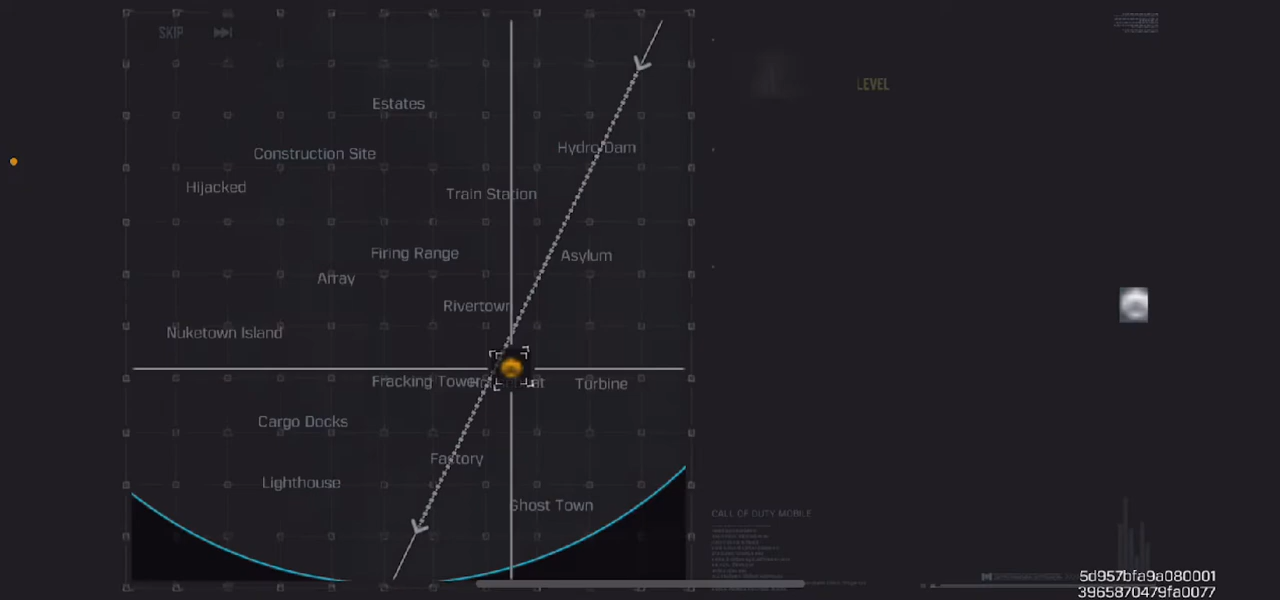 SKIP
LEVEL
Estates
Hydro Dam
Construction Site
Hijacked
Train Station
Firing Range
Asylum
Array
Rivertown
Nuketown Island
Fracking Tower
Turbine
Cargo Docks
Factory
Lighthouse
Ghost Town
CALL OF DUTY MOBILE
5d957bfa9a080001
3965870479fa0077